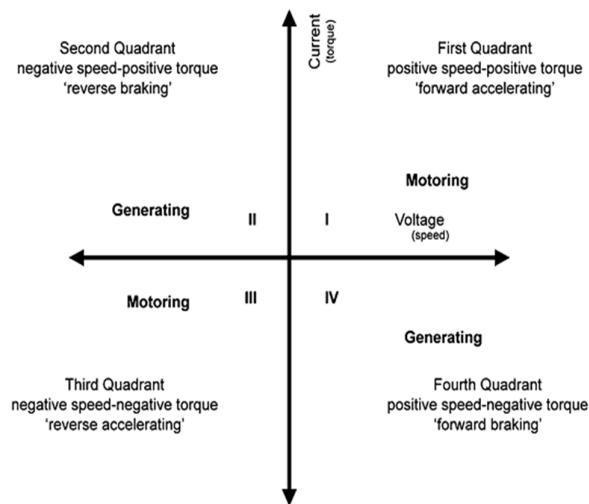 Second Quadrant
negative speed-positive torque
‘reverse braking’
Current
(torque)
First Quadrant
positive speed-positive torque
‘forward accelerating’
Generating
II
I
Motoring
Voltage
(speed)
Motoring
III
IV
Generating
Third Quadrant
negative speed-negative torque
‘reverse accelerating’
Fourth Quadrant
positive speed-negative torque
‘forward braking’